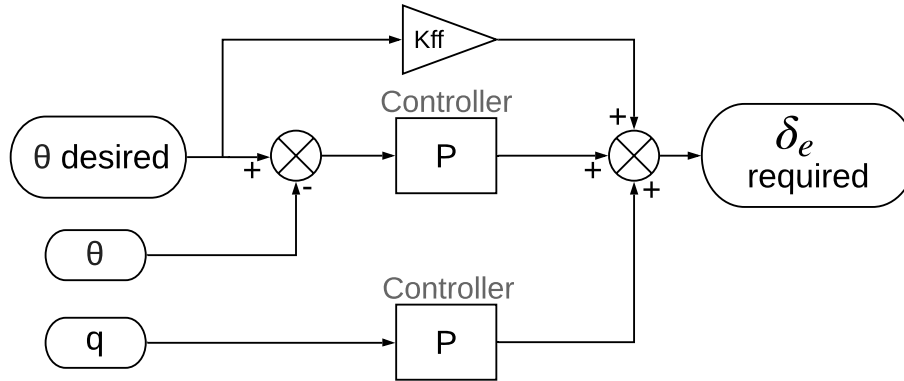 Kff
Controller
θ desired
+
-
P
+
+
+
δe
required
θ
Controller
q
P